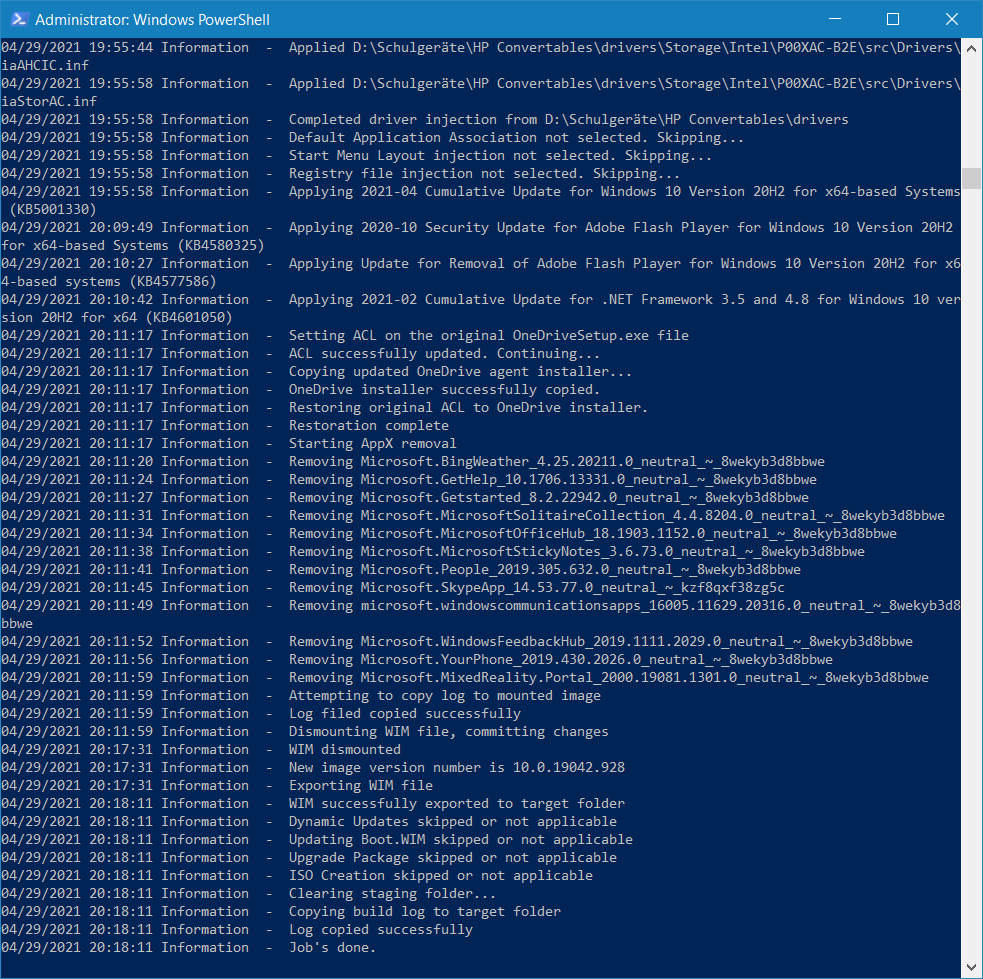 Administrator: Windows PowerShell
04/29/2021 19:55:44 Information  -  Applied D:\Schulgeräte\HP Convertables\drivers\Storage\Intel\P00XAC-B2E\src\Drivers\
iaAHCIC.inf
04/29/2021 19:55:58 Information  -  Applied D:\Schulgeräte\HP Convertables\drivers\Storage\Intel\P00XAC-B2E\src\Drivers\
iaStorAC.inf
04/29/2021 19:55:58 Information  -  Completed driver injection from D:\Schulgeräte\HP Convertables\drivers
04/29/2021 19:55:58 Information  -  Default Application Association not selected. Skipping...
04/29/2021 19:55:58 Information  -  Start Menu Layout injection not selected. Skipping...
04/29/2021 19:55:58 Information  -  Registry file injection not selected. Skipping...
04/29/2021 19:55:58 Information  -  Applying 2021-04 Cumulative Update for Windows 10 Version 20H2 for x64-based Systems
 (KB5001330)
04/29/2021 20:09:49 Information  -  Applying 2020-10 Security Update for Adobe Flash Player for Windows 10 Version 20H2
for x64-based Systems (KB4580325)
04/29/2021 20:10:27 Information  -  Applying Update for Removal of Adobe Flash Player for Windows 10 Version 20H2 for x6
4-based systems (KB4577586)
04/29/2021 20:10:42 Information  -  Applying 2021-02 Cumulative Update for .NET Framework 3.5 and 4.8 for Windows 10 ver
sion 20H2 for x64 (KB4601050)
04/29/2021 20:11:17 Information  -  Setting ACL on the original OneDriveSetup.exe file
04/29/2021 20:11:17 Information  -  ACL successfully updated. Continuing...
04/29/2021 20:11:17 Information  -  Copying updated OneDrive agent installer...
04/29/2021 20:11:17 Information  -  OneDrive installer successfully copied.
04/29/2021 20:11:17 Information  -  Restoring original ACL to OneDrive installer.
04/29/2021 20:11:17 Information  -  Restoration complete
04/29/2021 20:11:17 Information  -  Starting AppX removal
04/29/2021 20:11:20 Information  -  Removing Microsoft.BingWeather_4.25.20211.0_neutral_~_8wekyb3d8bbwe
04/29/2021 20:11:24 Information  -  Removing Microsoft.GetHelp_10.1706.13331.0_neutral_~_8wekyb3d8bbwe
04/29/2021 20:11:27 Information  -  Removing Microsoft.Getstarted_8.2.22942.0_neutral_~_8wekyb3d8bbwe
04/29/2021 20:11:31 Information  -  Removing Microsoft.MicrosoftSolitaireCollection_4.4.8204.0_neutral_~_8wekyb3d8bbwe
04/29/2021 20:11:34 Information  -  Removing Microsoft.MicrosoftOfficeHub_18.1903.1152.0_neutral_~_8wekyb3d8bbwe
04/29/2021 20:11:38 Information  -  Removing Microsoft.MicrosoftStickyNotes_3.6.73.0_neutral_~_8wekyb3d8bbwe
04/29/2021 20:11:41 Information  -  Removing Microsoft.People_2019.305.632.0_neutral_~_8wekyb3d8bbwe
04/29/2021 20:11:45 Information  -  Removing Microsoft.SkypeApp_14.53.77.0_neutral_~_kzf8qxf38zg5c
04/29/2021 20:11:49 Information  -  Removing microsoft.windowscommunicationsapps_16005.11629.20316.0_neutral_~_8wekyb3d8
bbwe
04/29/2021 20:11:52 Information  -  Removing Microsoft.WindowsFeedbackHub_2019.1111.2029.0_neutral_~_8wekyb3d8bbwe
04/29/2021 20:11:56 Information  -  Removing Microsoft.YourPhone_2019.430.2026.0_neutral_~_8wekyb3d8bbwe
04/29/2021 20:11:59 Information  -  Removing Microsoft.MixedReality.Portal_2000.19081.1301.0_neutral_~_8wekyb3d8bbwe
04/29/2021 20:11:59 Information  -  Attempting to copy log to mounted image
04/29/2021 20:11:59 Information  -  Log filed copied successfully
04/29/2021 20:11:59 Information  -  Dismounting WIM file, committing changes
04/29/2021 20:17:31 Information  -  WIM dismounted
04/29/2021 20:17:31 Information  -  New image version number is 10.0.19042.928
04/29/2021 20:17:31 Information  -  Exporting WIM file
04/29/2021 20:18:11 Information  -  WIM successfully exported to target folder
04/29/2021 20:18:11 Information  -  Dynamic Updates skipped or not applicable
04/29/2021 20:18:11 Information  -  Updating Boot.WIM skipped or not applicable
04/29/2021 20:18:11 Information  -  Upgrade Package skipped or not applicable
04/29/2021 20:18:11 Information  -  ISO Creation skipped or not applicable
04/29/2021 20:18:11 Information  -  Clearing staging folder...
04/29/2021 20:18:11 Information  -  Copying build log to target folder
04/29/2021 20:18:11 Information  -  Log copied successfully
04/29/2021 20:18:11 Information  -  Job's done.